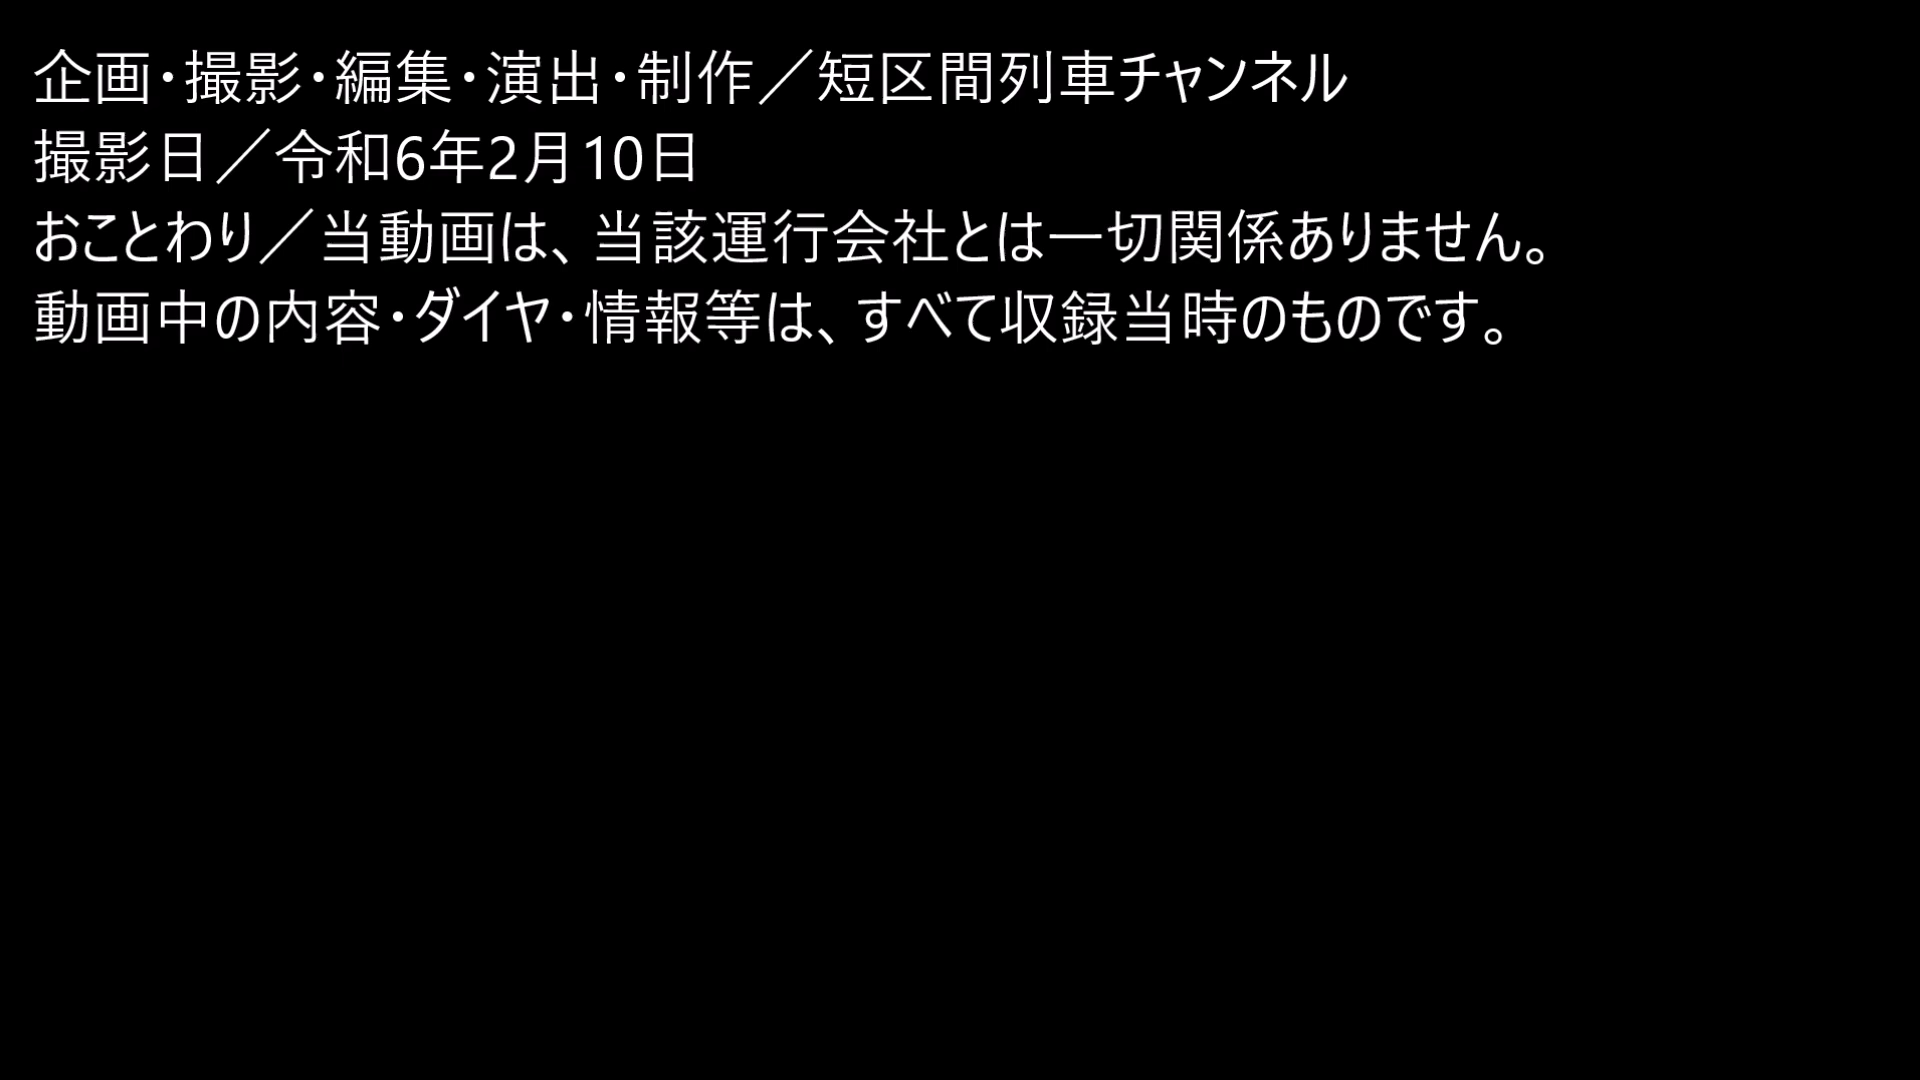 企画・撮影・編集・演出・制作／短区間列車チャンネル
撮影日／令和6年2月10日
おことわり／当動画は、当該運行会社とは一切関係ありません。
動画中の内容・ダイヤ・情報等は、すべて収録当時のものです。